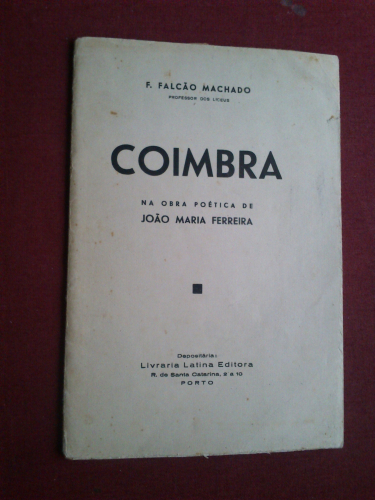 F. FALCÃO MACHADO
PROFESSOR DOS LICEUS
COIMBRA
NA OBRA POÉTICA DE
JOÃO MARIA FERREIRA
Depositária:
Livraria Latina Editora
R. de Santa Catarina, 2 a 10
PORTO